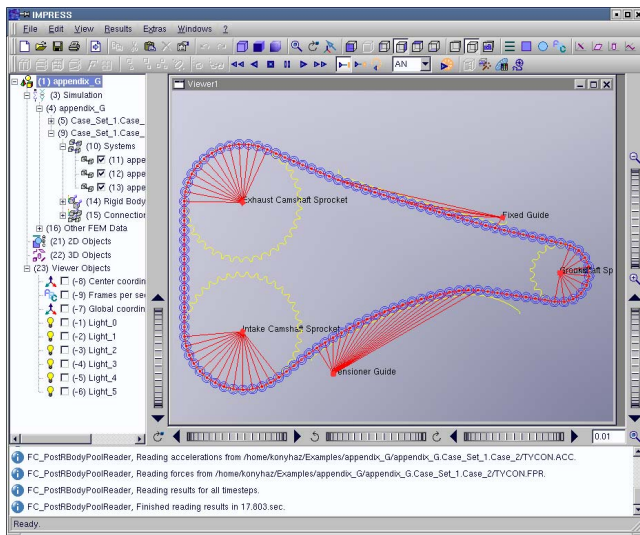 IMPRESS
File Edit View Results Extras Windows ?
AN
(1) appendix_G
(3) Simulation
(4) appendix_G
(5) Case_Set_1.Case_
(9) Case_Set_1.Case_
(10) Systems
(11) appe
(12) appe
(13) appe
(14) Rigid Body
(15) Connection
(16) Other FEM Data
(21) 2D Objects
(22) 3D Objects
(23) Viewer Objects
(-8) Center coordin
(-9) Frames per se
(-7) Global coordin
(-1) Light_0
(-2) Light_1
(-3) Light_2
(-4) Light_3
(-5) Light_4
(-6) Light_5
Viewer1
Exhaust Camshaft Sprocket
Fixed Guide
Sp
Intake Camshaft Sprocket
Tensioner Guide
0.01
FC_PostRBodyPoolReader, Reading accelerations from /home/konyhaz/Examples/appendix_G/appendix_G.Case_Set_1.Case_2/TYCON.ACC.
FC_PostRBodyPoolReader, Reading forces from /home/konyhaz/Examples/appendix_G/appendix_G.Case_Set_1.Case_2/TYCON.FPR.
FC_PostRBodyPoolReader, Reading results for all timesteps.
FC_PostRBodyPoolReader, Finished reading results in 17.803.sec.
Ready.